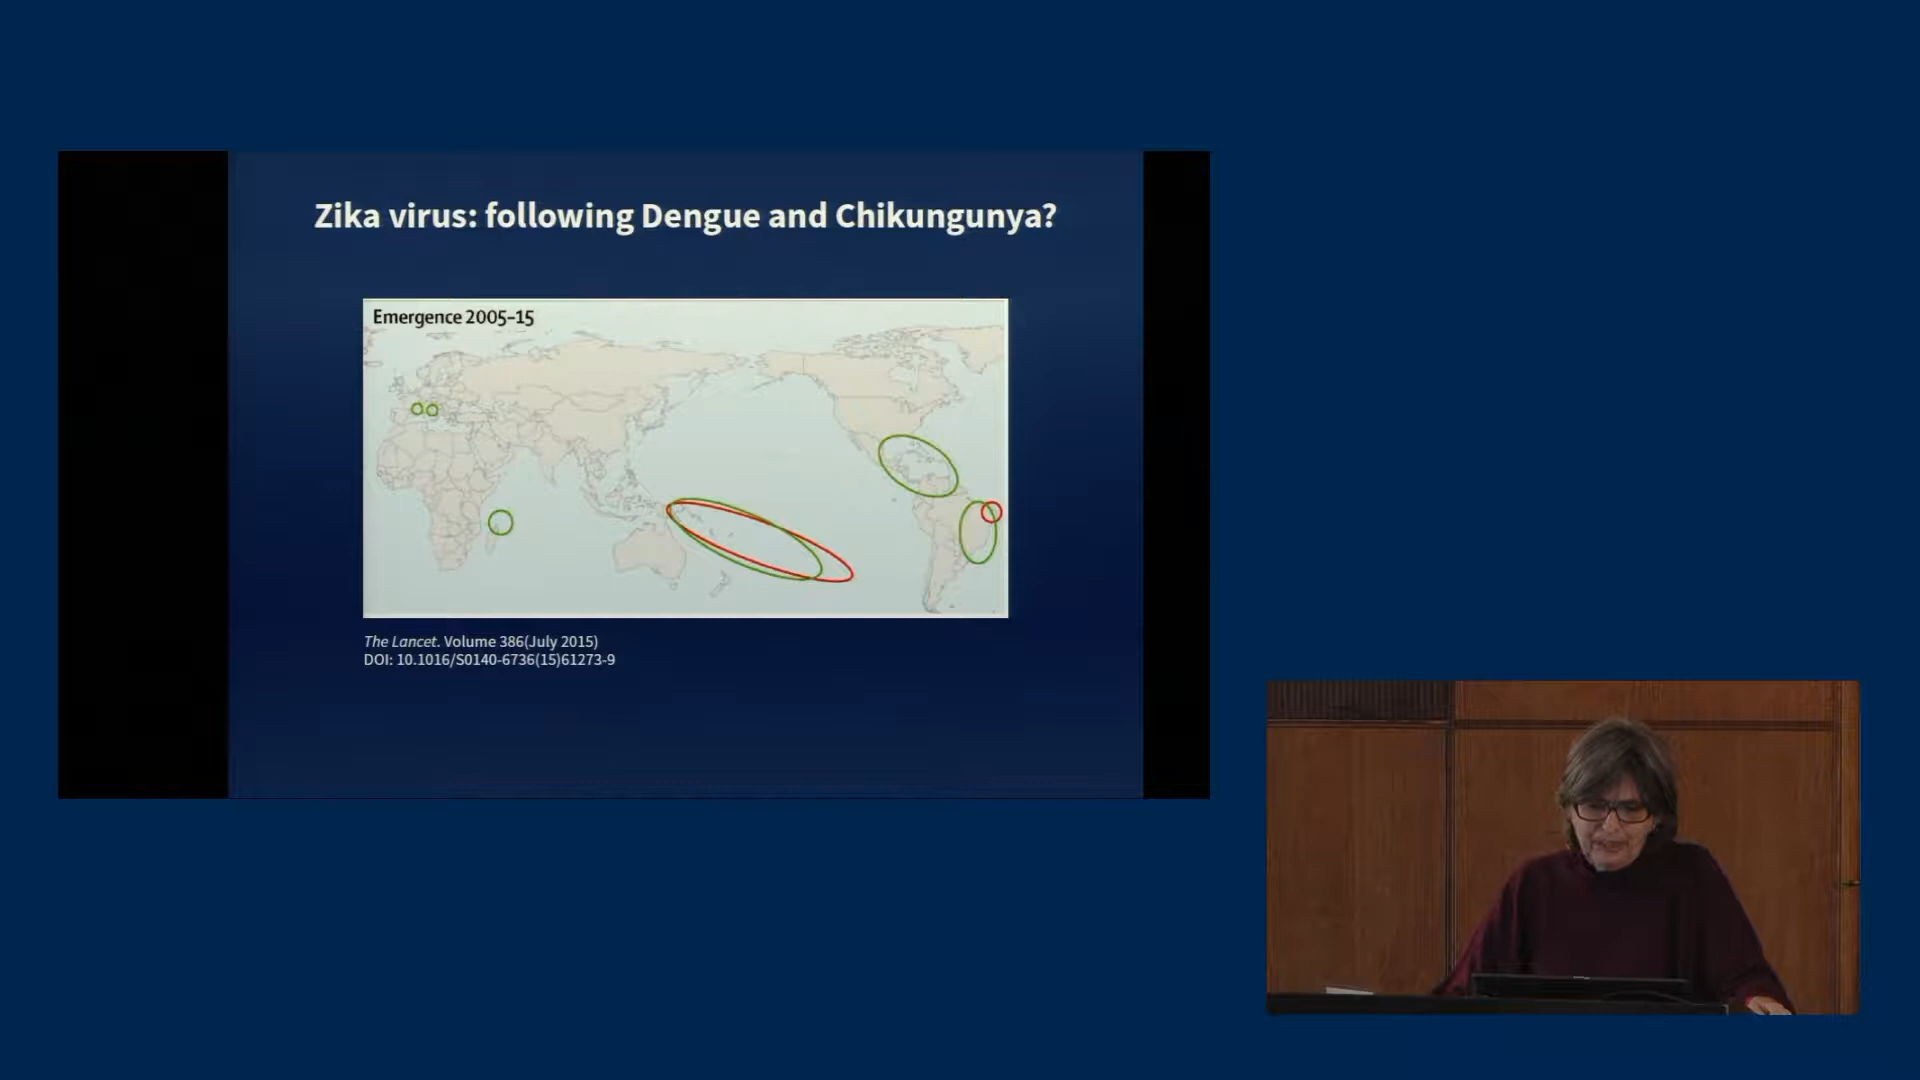 Zika virus: following Dengue and Chikungunya?
Emergence 2005–15
The Lancet. Volume 386(July 2015)
DOI: 10.1016/S0140-6736(15)61273-9